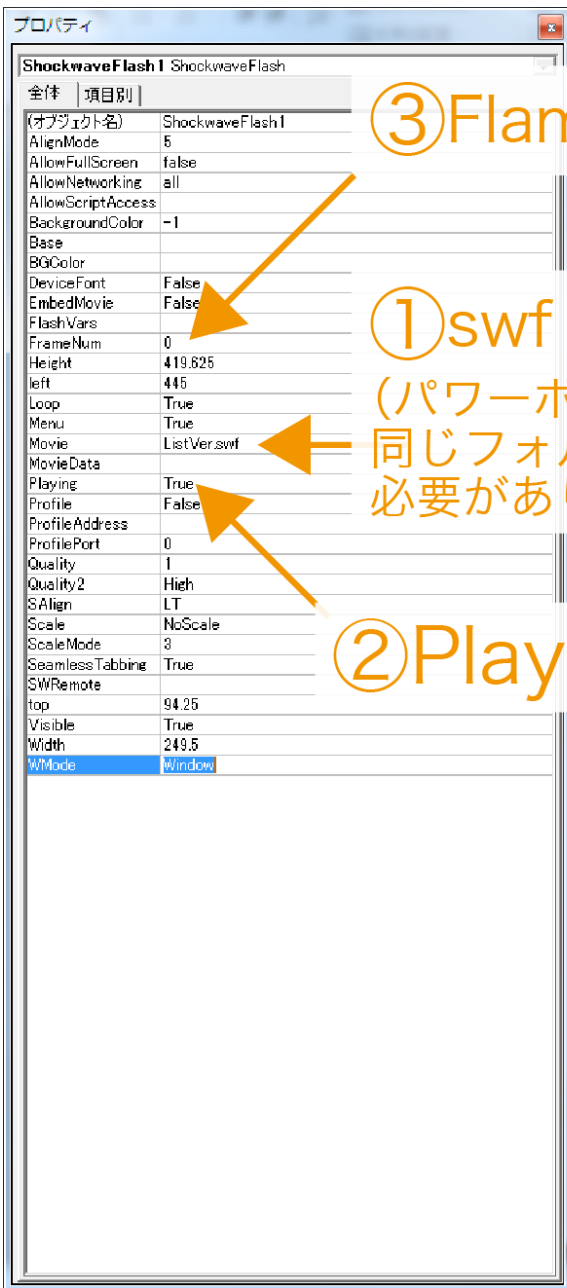 プロパティ
ShockwaveFlash1 ShockwaveFlash
全体 項目別
(オブジェクト名) ShockwaveFlash1
AlignMode 5
AllowFullScreen false
AllowNetworking all
AllowScriptAccess
BackgroundColor -1
Base
BGColor
DeviceFont False
EmbedMovie False
FlashVars
FrameNum 0
Height 419.625
left 445
Loop True
Menu True
Movie ListVer.swf
MovieData
Playing True
Profile False
ProfileAddress
ProfilePort 0
Quality 1
Quality2 High
SAlign LT
Scale NoScale
ScaleMode 3
SeamlessTabbing True
SWRemote
top 94.25
Visible True
Width 249.5
WMode Window
③Flam
①swf
(パワーポ
同じフォル
必要があり
②Play